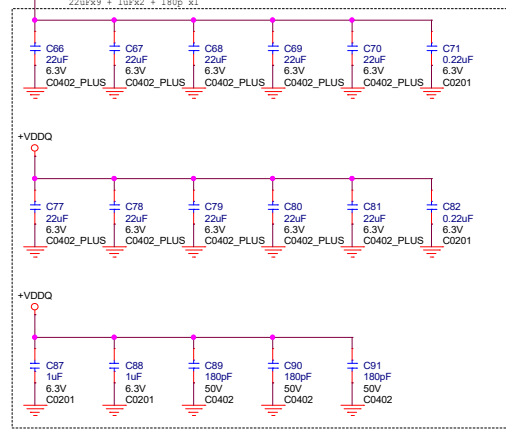 22uFx9 + 1uFx2 + 180p x1
C66 C67 C68 C69 C70 C71
22uF 22uF 22uF 22uF 22uF 0.22uF
6.3V 6.3V 6.3V 6.3V 6.3V 6.3V
C0402_PLUS C0402_PLUS C0402_PLUS C0402_PLUS C0402_PLUS C0201
+VDDQ
C77 C78 C79 C80 C81 C82
22uF 22uF 22uF 22uF 22uF 0.22uF
6.3V 6.3V 6.3V 6.3V 6.3V 6.3V
C0402_PLUS C0402_PLUS C0402_PLUS C0402_PLUS C0402_PLUS C0201
+VDDQ
C87 C88 C89 C90 C91
1uF 1uF 180pF 180pF 180pF
6.3V 6.3V 50V 50V 50V
C0201 C0201 C0402 C0402 C0402